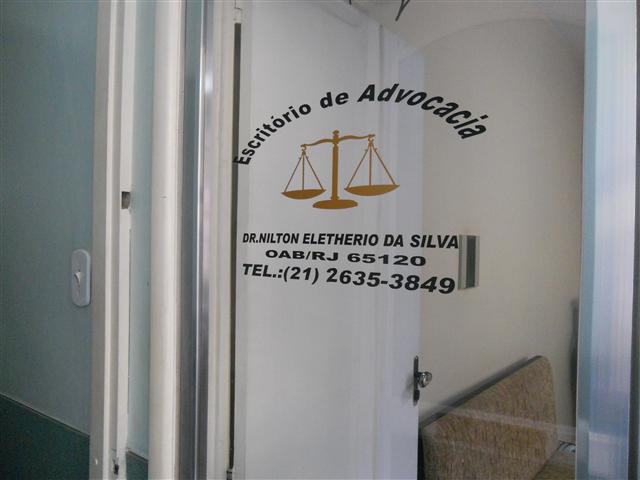 Escritório de Advocacia
DR.NILTON ELETHERIO DA SILVA
OAB/RJ 65120
TEL.:(21) 2635-3849